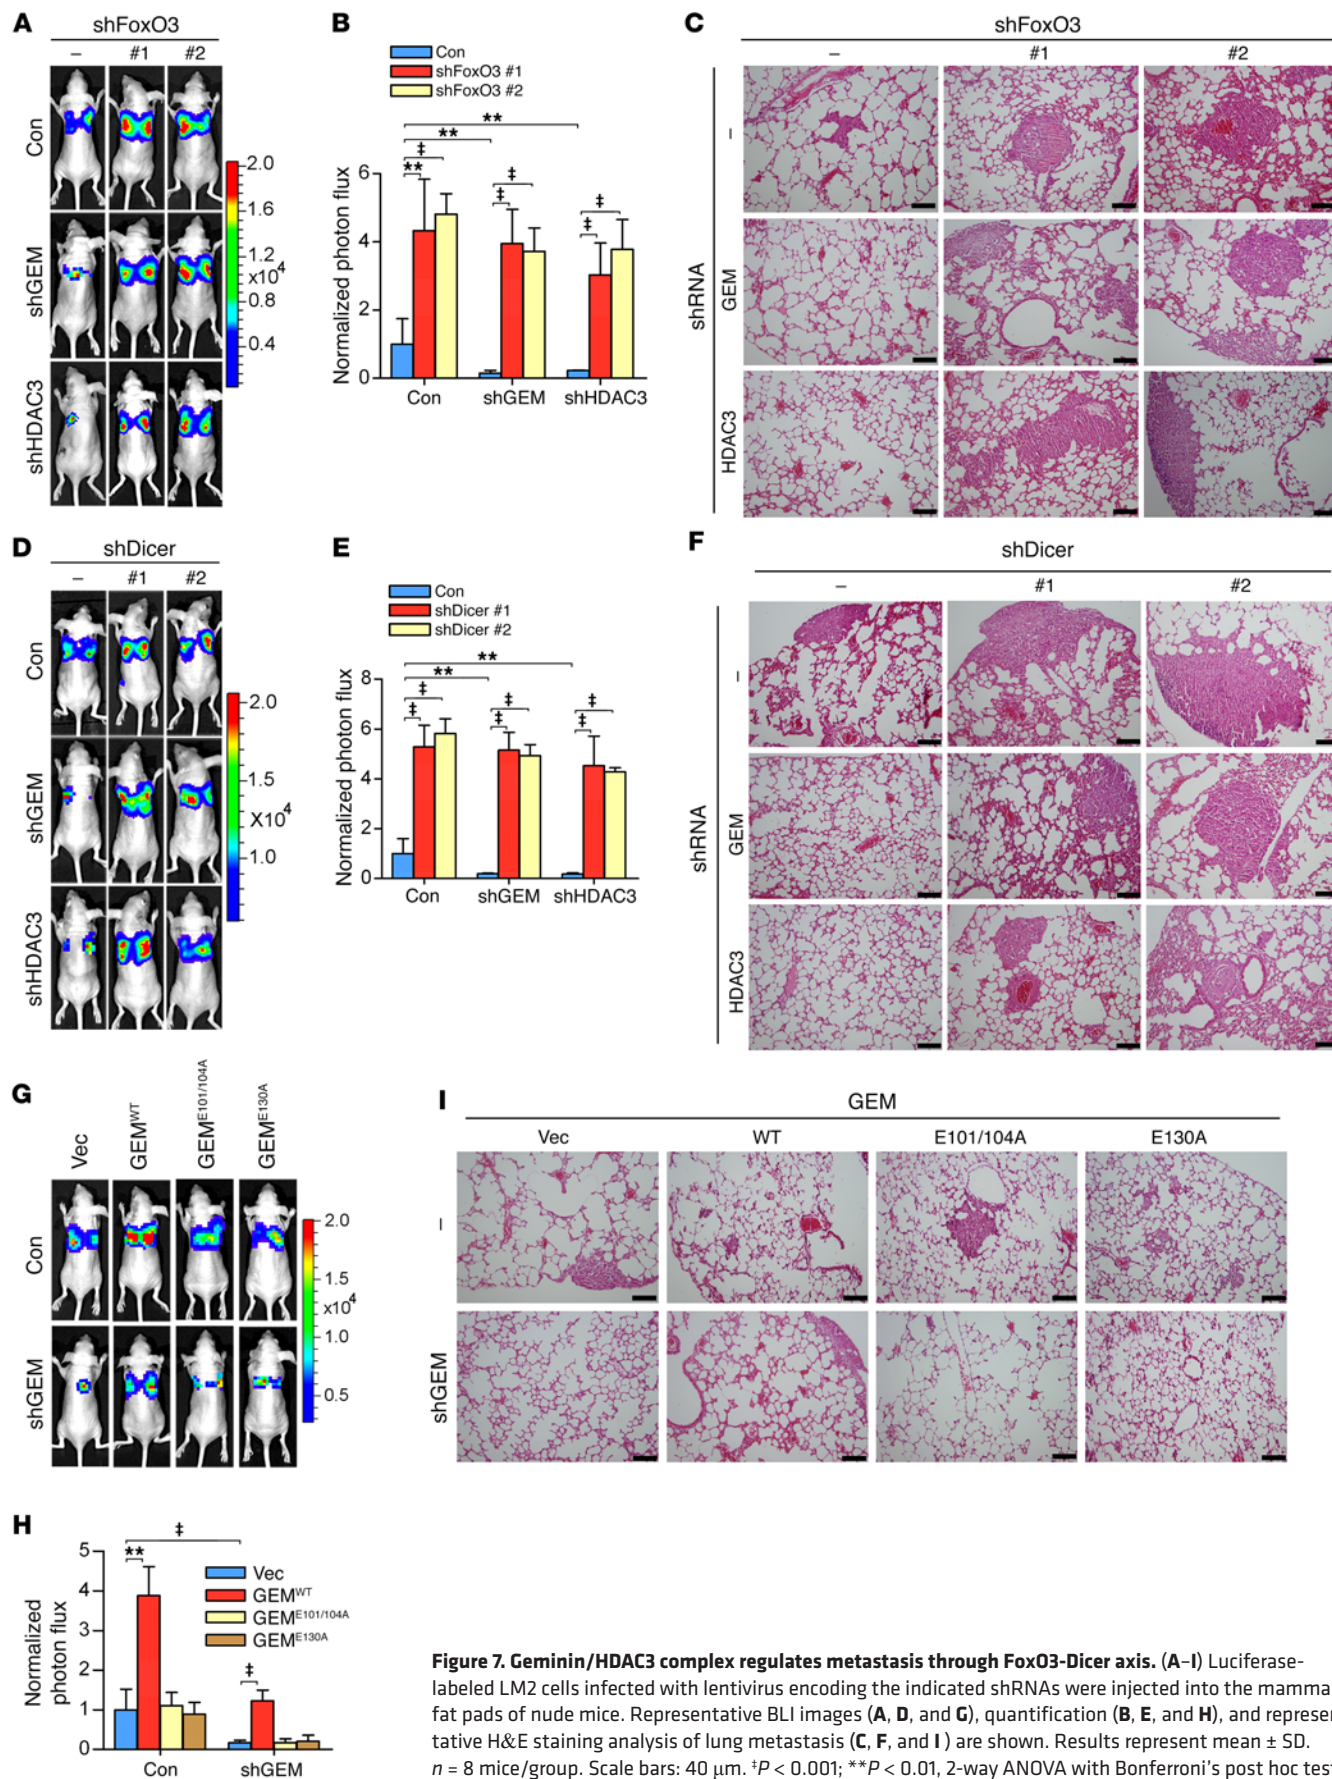 A
shFoxO3
– #1 #2
Con
shGEM
shHDAC3
2.0
1.6
1.2
x10⁴
0.8
0.4
B
Con
shFoxO3 #1
shFoxO3 #2
**
**
‡
**
‡
‡
‡
‡
Normalized photon flux
6
4
2
0
Con shGEM shHDAC3
C
shFoxO3
– #1 #2
shRNA
–
GEM
HDAC3
D
shDicer
– #1 #2
Con
shGEM
shHDAC3
2.0
1.5
X10⁴
1.0
E
Con
shDicer #1
shDicer #2
**
**
‡
‡
‡
‡
‡
‡
Normalized photon flux
8
6
4
2
0
Con shGEM shHDAC3
F
shDicer
– #1 #2
shRNA
–
GEM
HDAC3
G
Vec GEMᵂᵀ GEM^E101/104A GEM^E130A
Con
shGEM
2.0
1.5
x10⁴
1.0
0.5
I
GEM
Vec WT E101/104A E130A
–
shGEM
H
‡
**
‡
Vec
GEM^WT
GEM^E101/104A
GEM^E130A
Normalized
photon flux
5
4
3
2
1
0
Con shGEM
Figure 7. Geminin/HDAC3 complex regulates metastasis through FoxO3-Dicer axis. (A–I) Luciferase-
labeled LM2 cells infected with lentivirus encoding the indicated shRNAs were injected into the mamma
fat pads of nude mice. Representative BLI images (A, D, and G), quantification (B, E, and H), and represen
tative H&E staining analysis of lung metastasis (C, F, and I ) are shown. Results represent mean ± SD.
n = 8 mice/group. Scale bars: 40 μm. ‡P < 0.001; **P < 0.01, 2-way ANOVA with Bonferroni's post hoc test